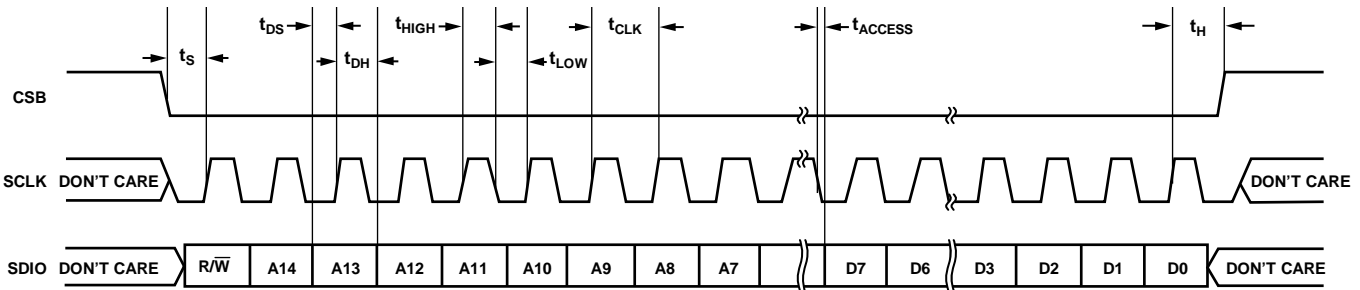 tDS tHIGH tCLK tACCESS tH
tS tDH tLOW
CSB
SCLK DON'T CARE DON'T CARE
SDIO DON'T CARE R/W̅ A14 A13 A12 A11 A10 A9 A8 A7 D7 D6 D3 D2 D1 D0 DON'T CARE